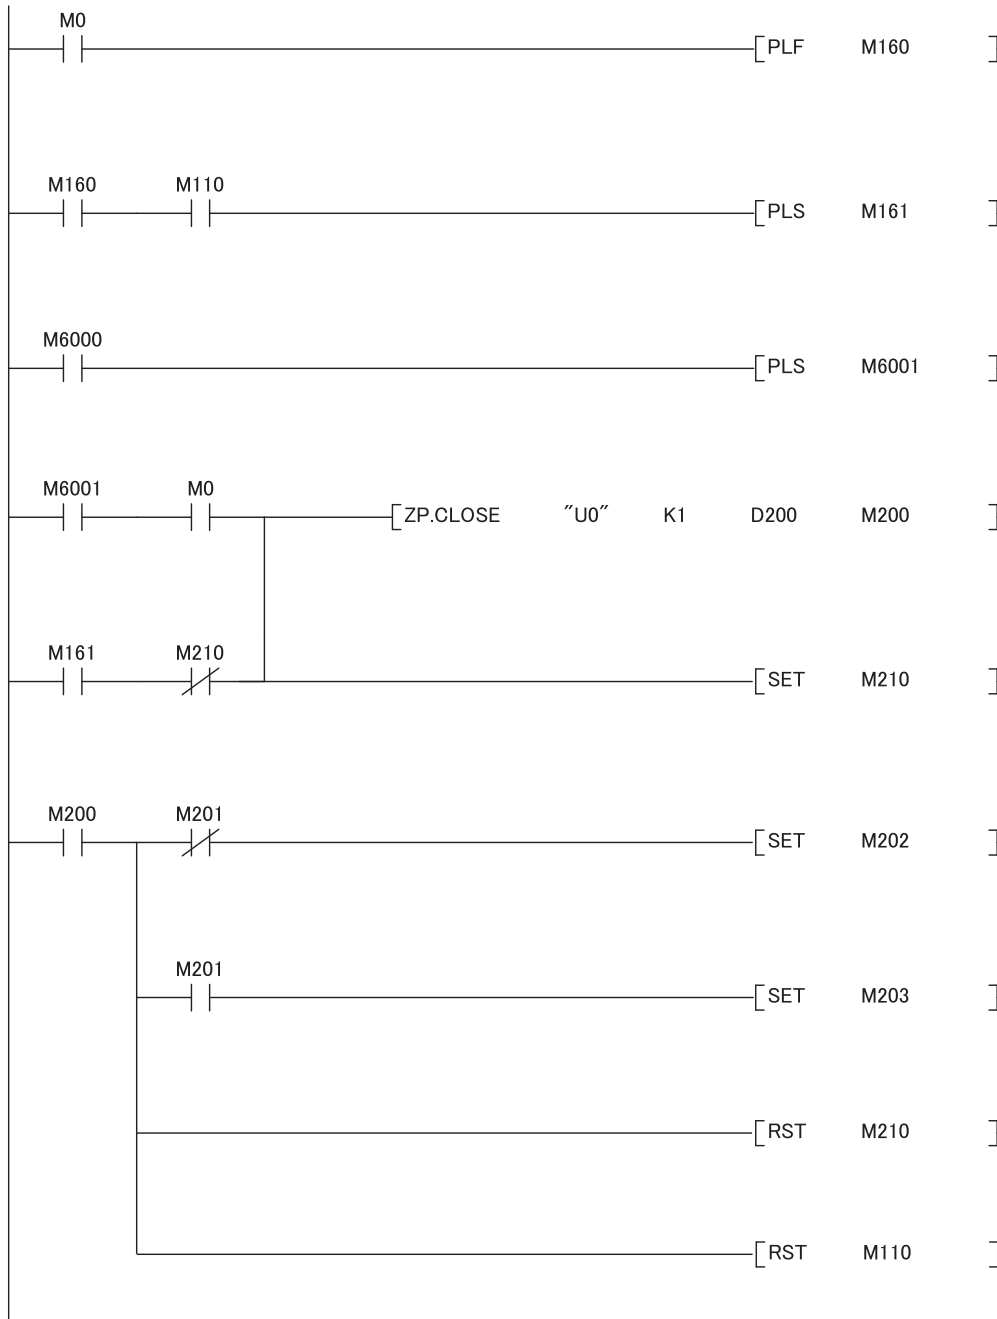 M0
[PLF M160 ]
M160 M110
[PLS M161 ]
M6000
[PLS M6001 ]
M6001 M0
[ZP.CLOSE "U0" K1 D200 M200 ]
M161 M210
[SET M210 ]
M200 M201
[SET M202 ]
M201
[SET M203 ]
[RST M210 ]
[RST M110 ]